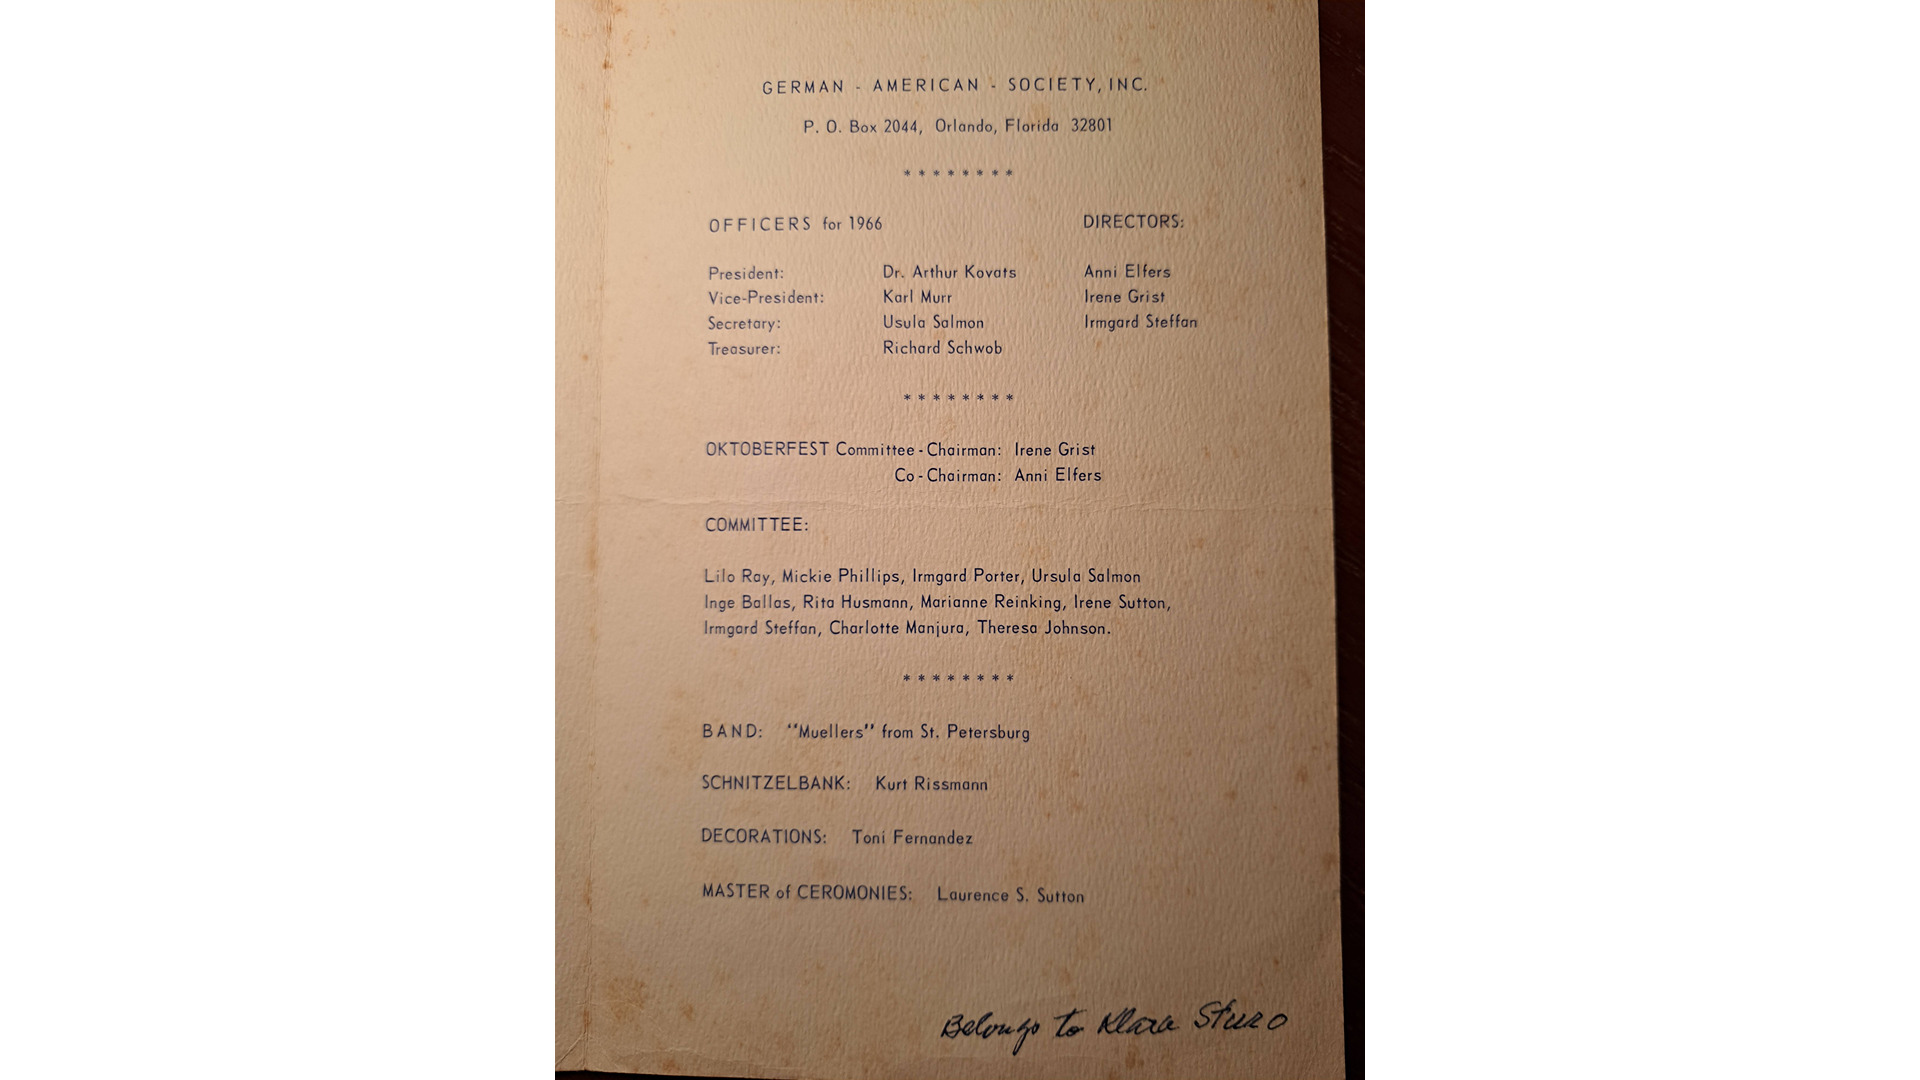 GERMAN - AMERICAN - SOCIETY, INC.
P. O. Box 2044, Orlando, Florida 32801
* * * * * * * *
OFFICERS for 1966 DIRECTORS:
President: Dr. Arthur Kovats Anni Elfers
Vice-President: Karl Murr Irene Grist
Secretary: Usula Salmon Irmgard Steffan
Treasurer: Richard Schwob
* * * * * * * *
OKTOBERFEST Committee - Chairman: Irene Grist
Co - Chairman: Anni Elfers
COMMITTEE:
Lilo Ray, Mickie Phillips, Irmgard Porter, Ursula Salmon
Inge Ballas, Rita Husmann, Marianne Reinking, Irene Sutton,
Irmgard Steffan, Charlotte Manjura, Theresa Johnson.
* * * * * * * *
BAND: "Muellers" from St. Petersburg
SCHNITZELBANK: Kurt Rissmann
DECORATIONS: Toni Fernandez
MASTER of CEROMONIES: Laurence S. Sutton
Belongs to Klara